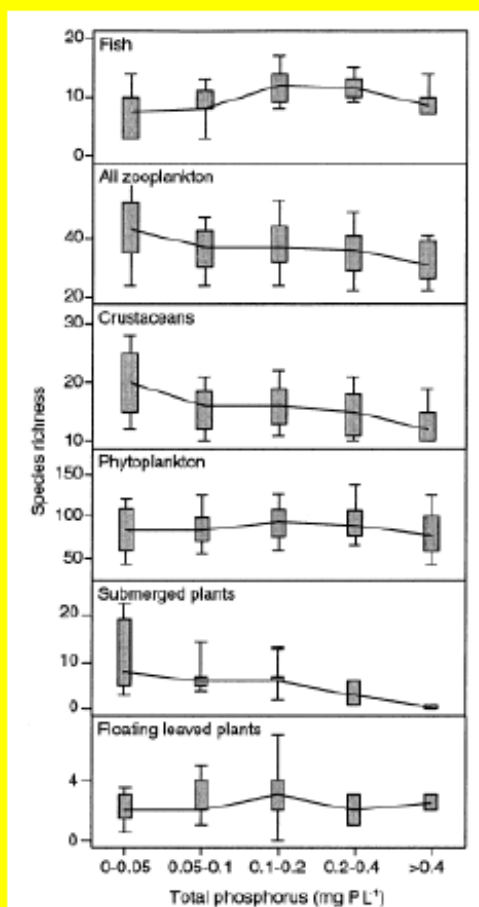 Fish
20
10
0
All zooplankton
40
20
Crustaceans
30
20
10
Phytoplankton
150
100
50
Submerged plants
20
10
0
Floating leaved plants
4
0
0-0.05 0.05-0.1 0.1-0.2 0.2-0.4 >0.4
Total phosphorus (mg P L⁻¹)
Species richness